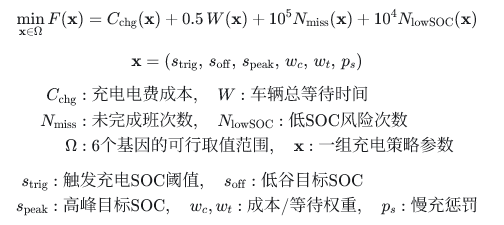 min_{x∈Ω} F(x) = C_chg(x) + 0.5 W(x) + 10^5 N_miss(x) + 10^4 N_lowSOC(x)
x = (s_trig, s_off, s_peak, w_c, w_t, p_s)
C_chg : 充电电费成本, W : 车辆总等待时间
N_miss : 未完成班次数, N_lowSOC : 低SOC风险次数
Ω : 6个基因的可行取值范围, x : 一组充电策略参数
s_trig : 触发充电SOC阈值, s_off : 低谷目标SOC
s_peak : 高峰目标SOC, w_c, w_t : 成本/等待权重, p_s : 慢充惩罚